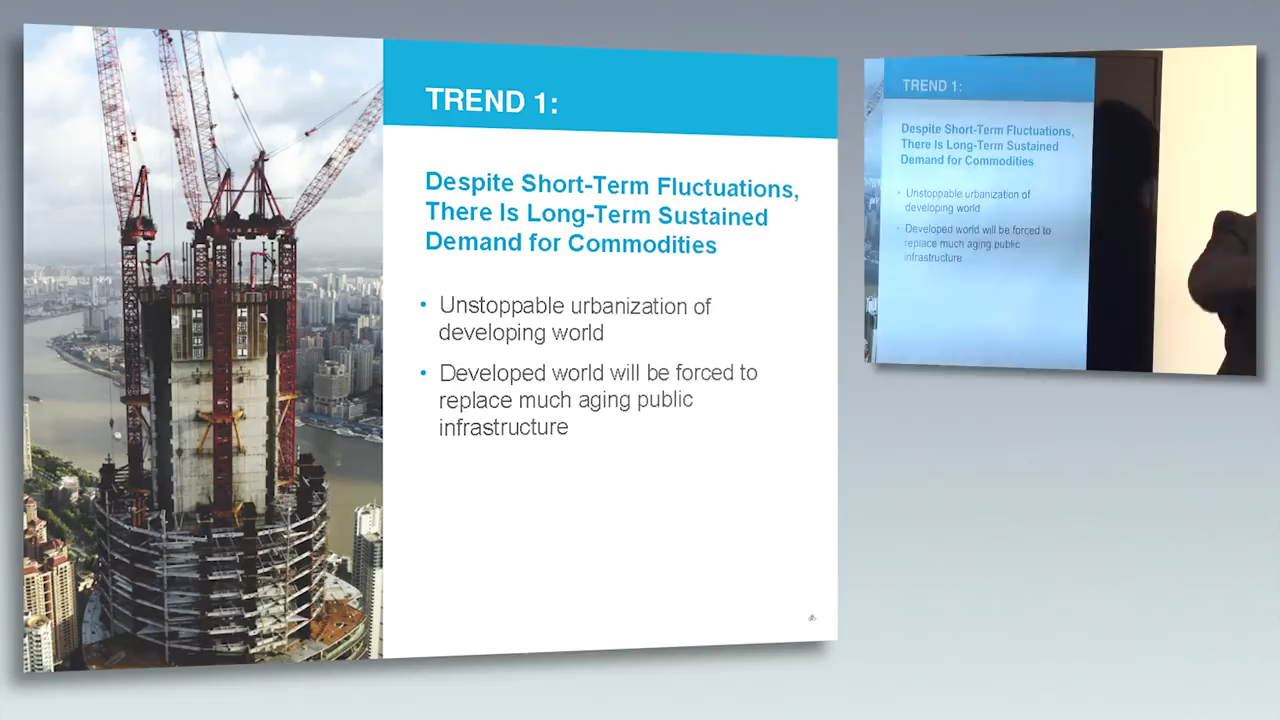 TREND 1:
Despite Short-Term Fluctuations,
There Is Long-Term Sustained
Demand for Commodities
• Unstoppable urbanization of
developing world
• Developed world will be forced to
replace much aging public
infrastructure
TREND 1:
Despite Short-Term Fluctuations,
There Is Long-Term Sustained
Demand for Commodities
• Unstoppable urbanization of
developing world
• Developed world will be forced to
replace much aging public
infrastructure